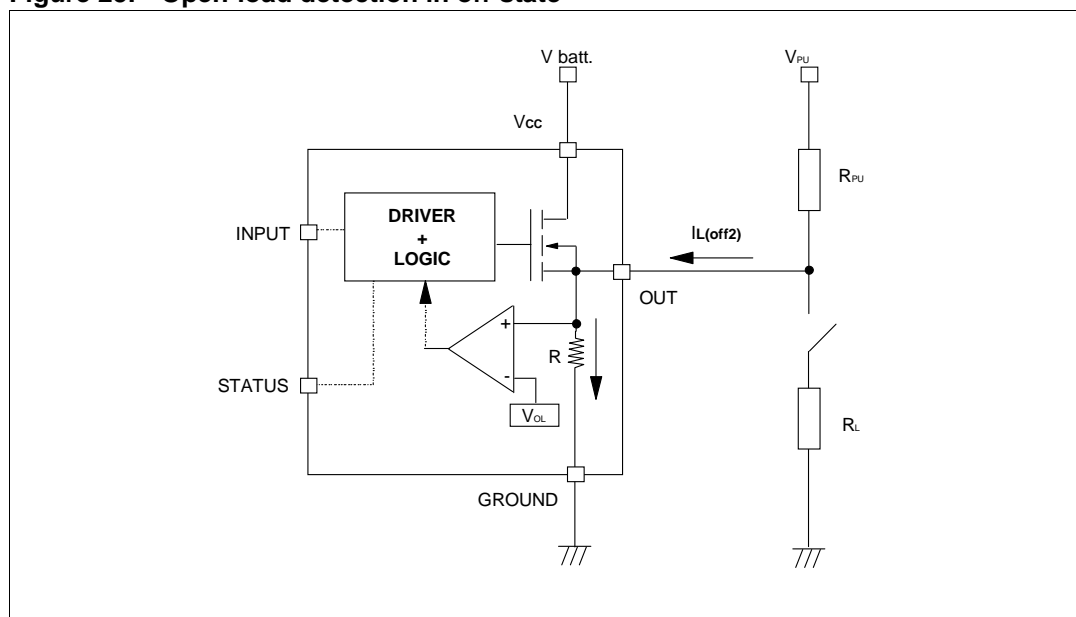 Figure Open load detection in off state
V batt.
VPU
Vcc
RPU
DRIVER
+
LOGIC
INPUT
IL(off2)
OUT
+
R
-
STATUS
VOL
RL
GROUND